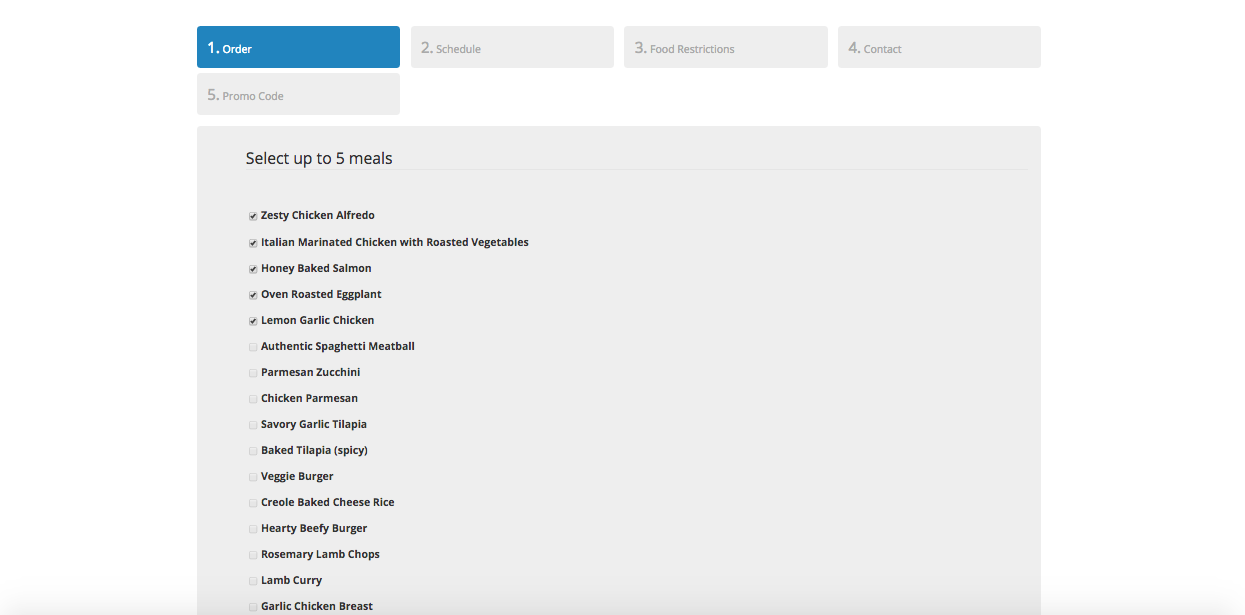 1. Order
2. Schedule
3. Food Restrictions
4. Contact
5. Promo Code
Select up to 5 meals
Zesty Chicken Alfredo
Italian Marinated Chicken with Roasted Vegetables
Honey Baked Salmon
Oven Roasted Eggplant
Lemon Garlic Chicken
Authentic Spaghetti Meatball
Parmesan Zucchini
Chicken Parmesan
Savory Garlic Tilapia
Baked Tilapia (spicy)
Veggie Burger
Creole Baked Cheese Rice
Hearty Beefy Burger
Rosemary Lamb Chops
Lamb Curry
Garlic Chicken Breast